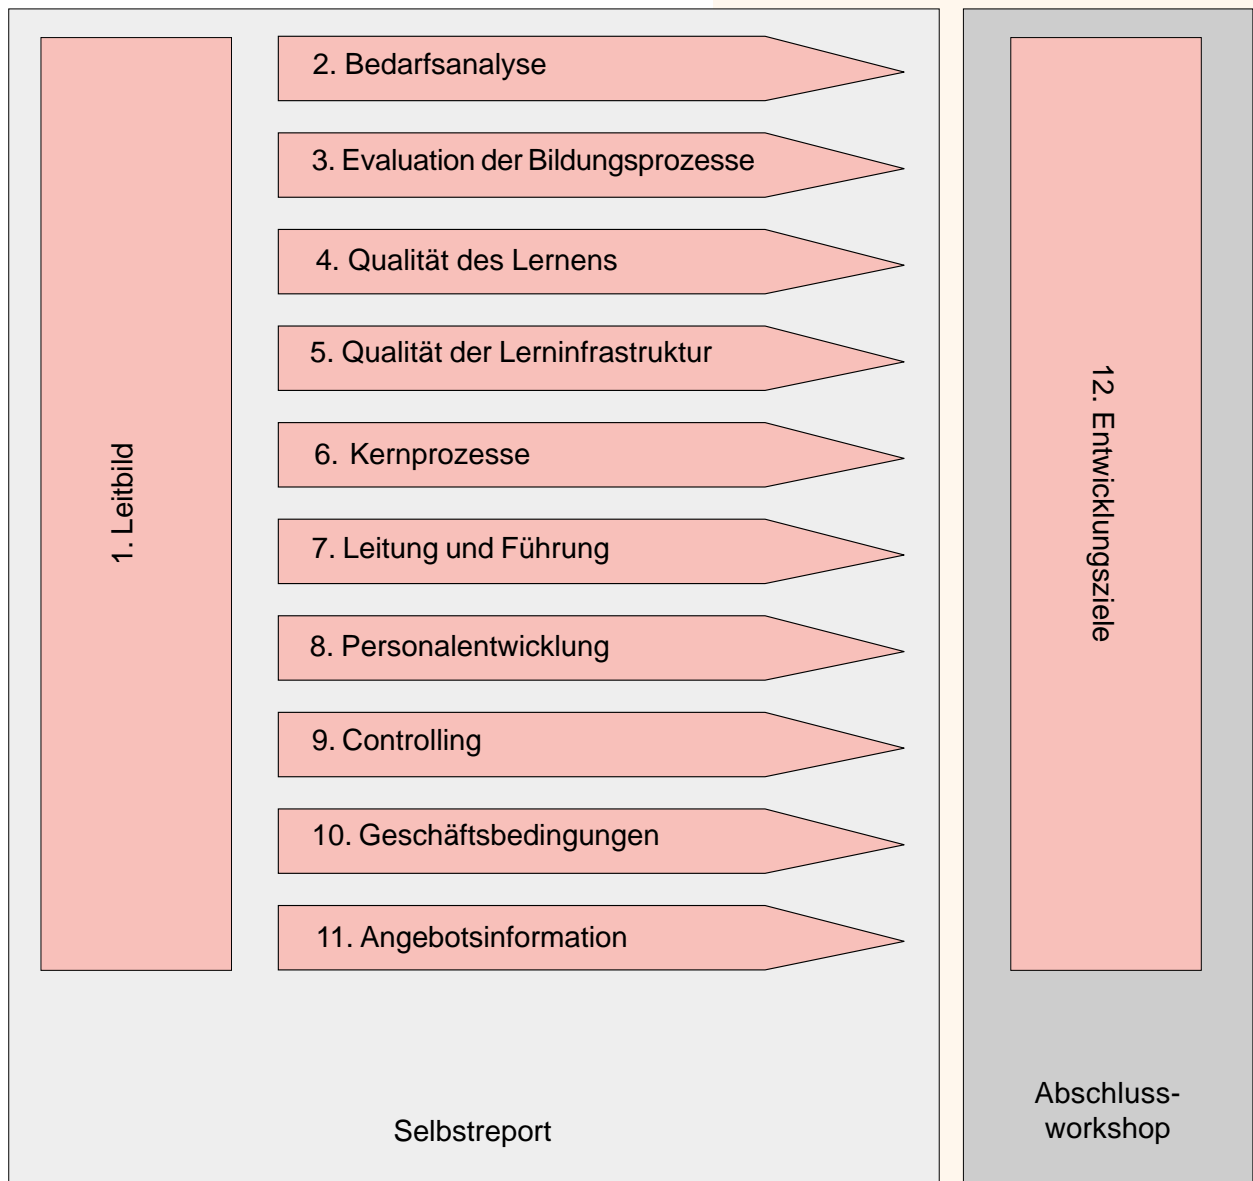 1. Leitbild
2. Bedarfsanalyse
3. Evaluation der Bildungsprozesse
4. Qualität des Lernens
5. Qualität der Lerninfrastruktur
6. Kernprozesse
7. Leitung und Führung
8. Personalentwicklung
9. Controlling
10. Geschäftsbedingungen
11. Angebotsinformation
Selbstreport
12. Entwicklungsziele
Abschluss-
workshop